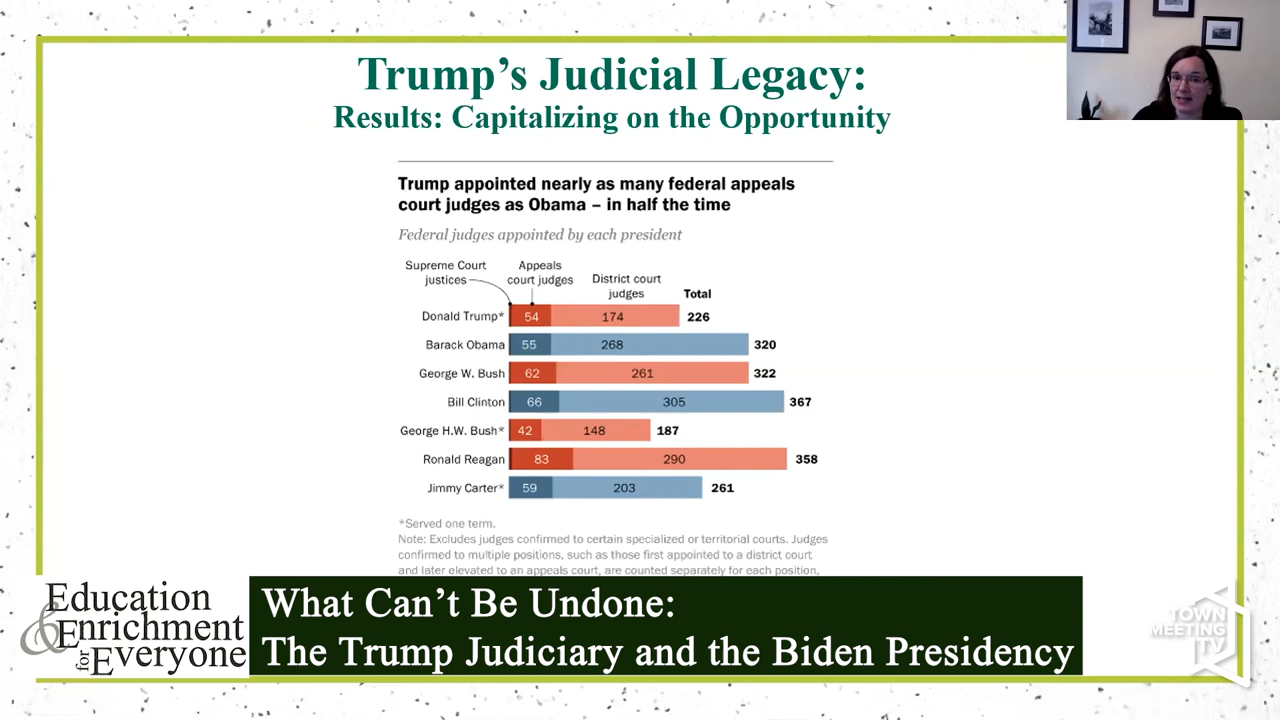 Trump's Judicial Legacy:
Results: Capitalizing on the Opportunity
Trump appointed nearly as many federal appeals
court judges as Obama – in half the time
Federal judges appointed by each president
Supreme Court
justices
Appeals
court judges
District court
judges
Total
Donald Trump* 54 174 226
Barack Obama 55 268 320
George W. Bush 62 261 322
Bill Clinton 66 305 367
George H.W. Bush* 42 148 187
Ronald Reagan 83 290 358
Jimmy Carter* 59 203 261
*Served one term.
Note: Excludes judges confirmed to certain specialized or territorial courts. Judges
confirmed to multiple positions, such as those first appointed to a district court
and later elevated to an appeals court, are counted separately for each position,
Education
& Enrichment
for Everyone
What Can't Be Undone:
The Trump Judiciary and the Biden Presidency
TOWN
MEETING
TV